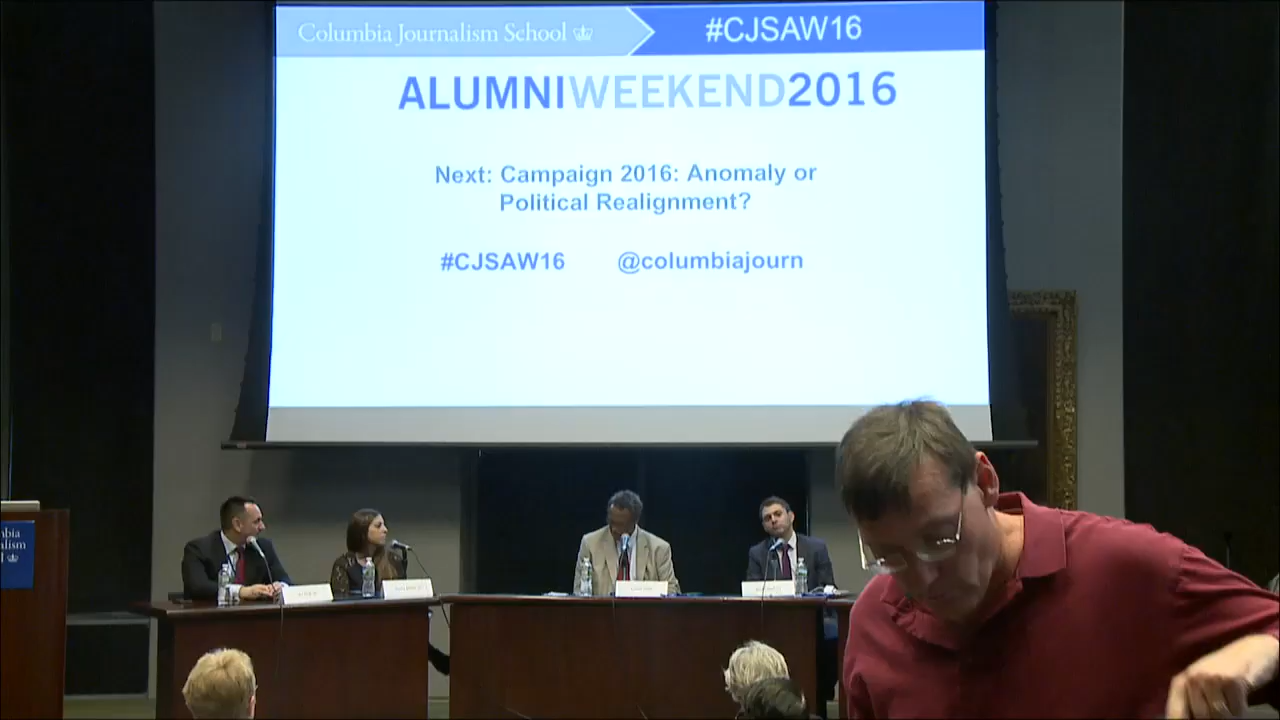 Columbia Journalism School
#CJSAW16
ALUMNIWEEKEND2016
Next: Campaign 2016: Anomaly or
Political Realignment?
#CJSAW16 @columbiajourn